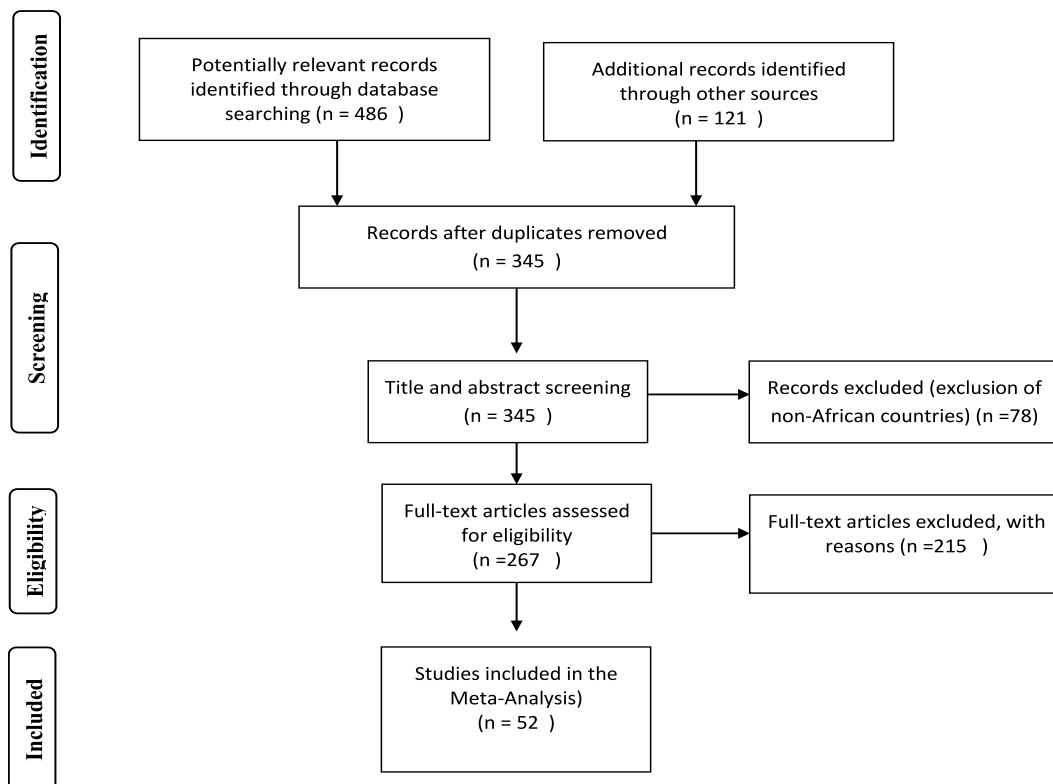 Identification
Potentially relevant records
identified through database
searching (n = 486  )
Additional records identified
through other sources
(n = 121  )
Records after duplicates removed
(n = 345  )
Screening
Title and abstract screening
(n = 345  )
Records excluded (exclusion of
non-African countries) (n =78)
Eligibility
Full-text articles assessed
for eligibility
(n =267  )
Full-text articles excluded, with
reasons (n =215  )
Included
Studies included in the
Meta-Analysis)
(n = 52  )